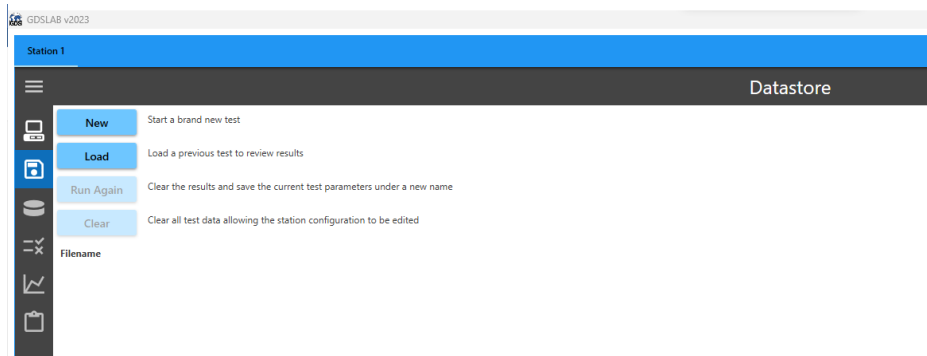 GDS GDSLAB v2023
Station 1
Datastore
New Start a brand new test
Load Load a previous test to review results
Run Again Clear the results and save the current test parameters under a new name
Clear Clear all test data allowing the station configuration to be edited
Filename